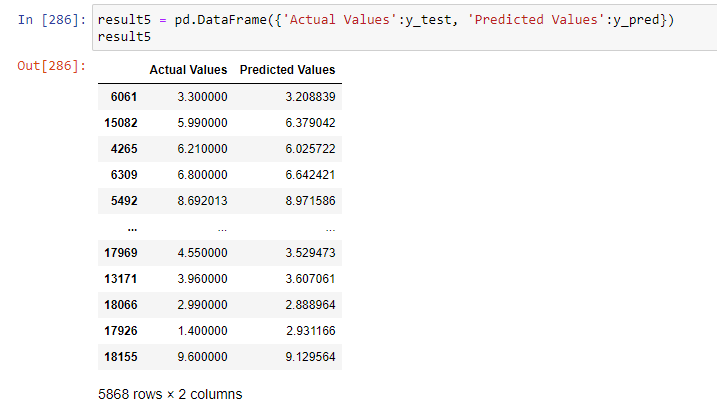 In [286]: result5 = pd.DataFrame({'Actual Values':y_test, 'Predicted Values':y_pred})
result5
Out[286]:
Actual Values Predicted Values
6061 3.300000 3.208839
15082 5.990000 6.379042
4265 6.210000 6.025722
6309 6.800000 6.642421
5492 8.692013 8.971586
... ... ...
17969 4.550000 3.529473
13171 3.960000 3.607061
18066 2.990000 2.888964
17926 1.400000 2.931166
18155 9.600000 9.129564
5868 rows × 2 columns